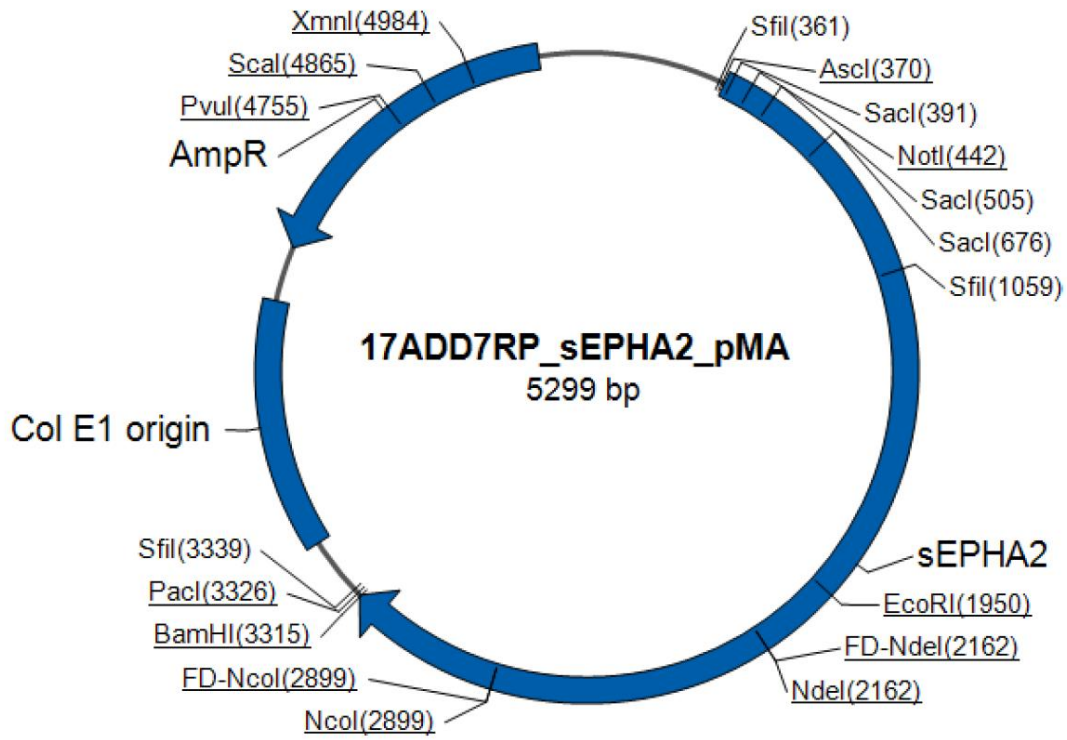 XmnI(4984)
ScaI(4865)
PvuI(4755)
AmpR
SfiI(361)
AscI(370)
SacI(391)
NotI(442)
SacI(505)
SacI(676)
SfiI(1059)
17ADD7RP_sEPHA2_pMA
5299 bp
Col E1 origin
sEPHA2
EcoRI(1950)
FD-NdeI(2162)
NdeI(2162)
SfiI(3339)
PacI(3326)
BamHI(3315)
FD-NcoI(2899)
NcoI(2899)